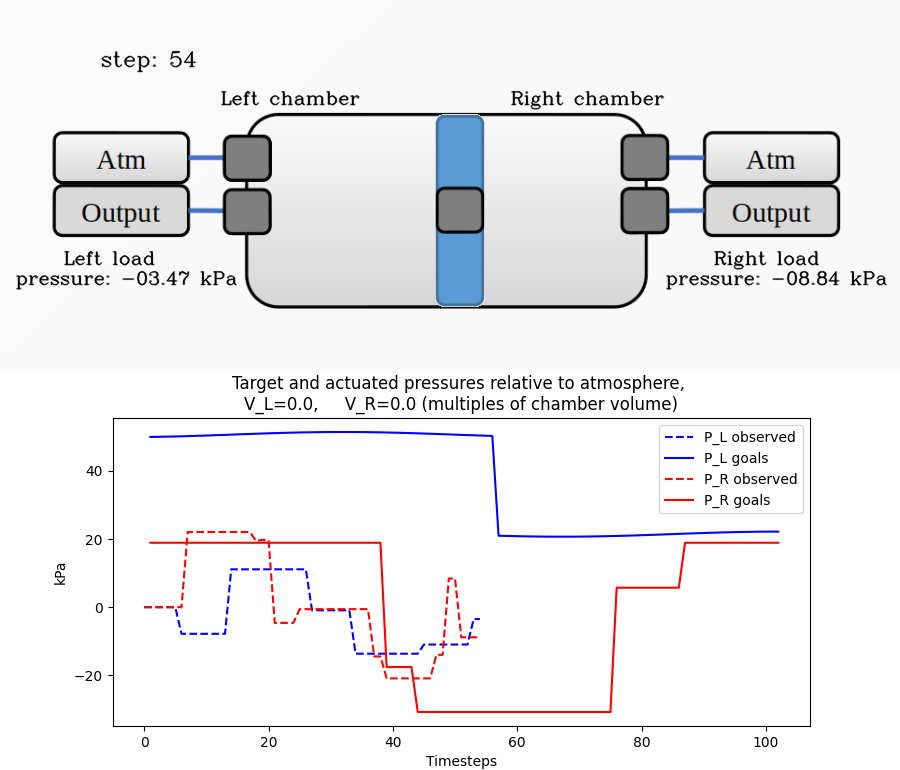 step: 54
Left chamber
Right chamber
Atm
Atm
Output
Output
Left load
pressure: -03.47 kPa
Right load
pressure: -08.84 kPa
Target and actuated pressures relative to atmosphere,
V_L=0.0,     V_R=0.0 (multiples of chamber volume)
P_L observed
P_L goals
P_R observed
P_R goals
kPa
40
20
0
−20
0 20 40 60 80 100
Timesteps